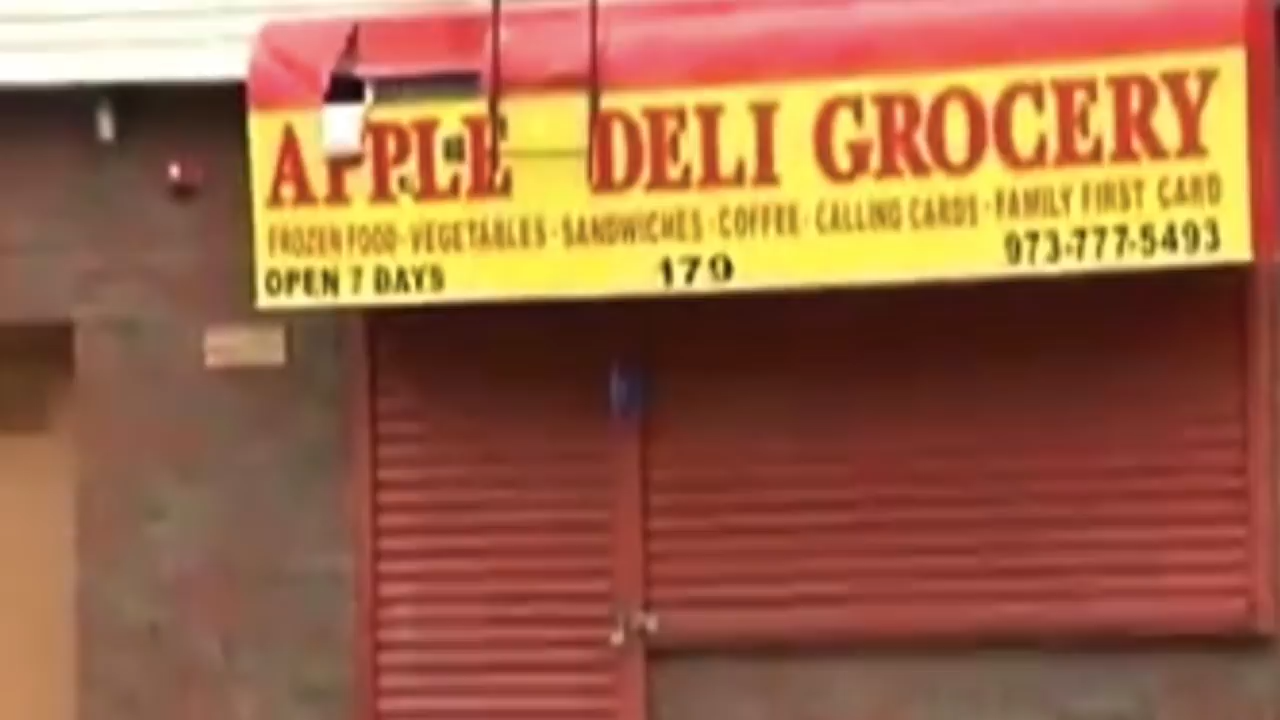 APPLE DELI GROCERY
FROZEN FOOD · VEGETABLES · SANDWICHES · COFFEE · CALLING CARDS · FAMILY FIRST CARD
OPEN 7 DAYS 179 973-777-5493